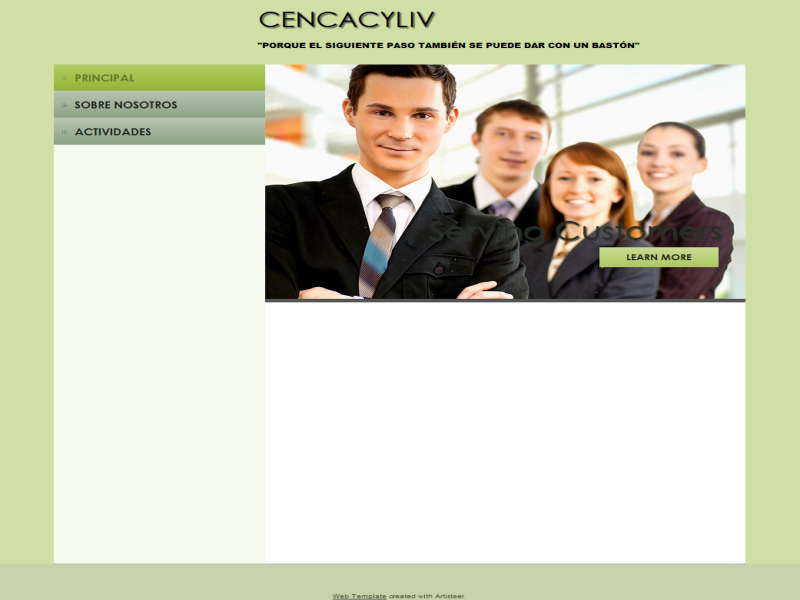 CENCACYLIV
"PORQUE EL SIGUIENTE PASO TAMBIÉN SE PUEDE DAR CON UN BASTÓN"
PRINCIPAL
SOBRE NOSOTROS
ACTIVIDADES
Serving Customers
LEARN MORE
Web Template created with Artisteer.